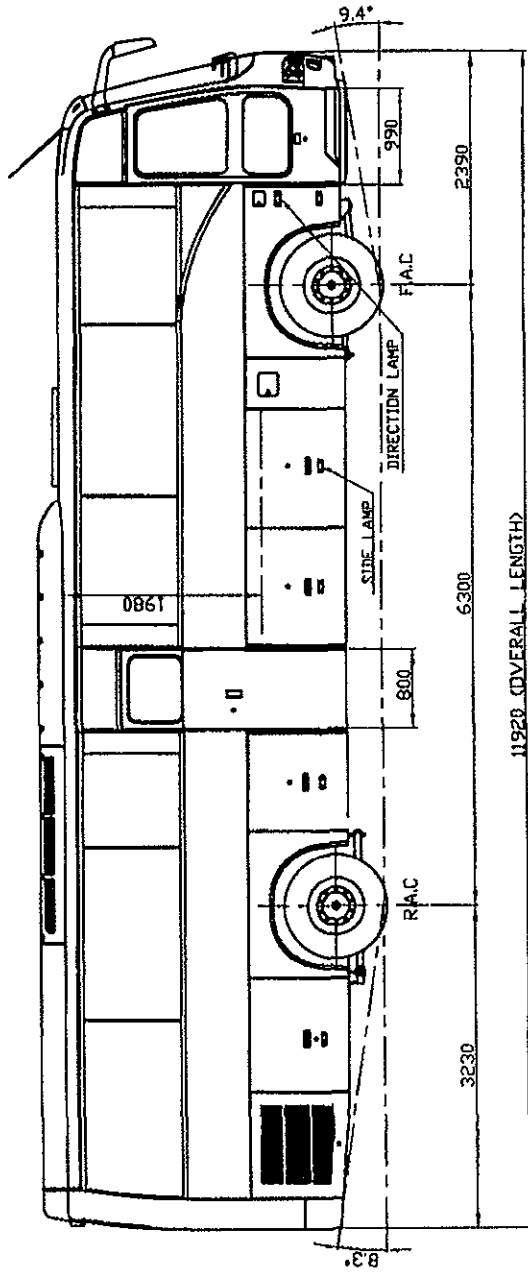 9.4°
990
2390
F.A.C
DIRECTION LAMP
SIDE LAMP
1980
6300
800
11920 (OVERALL LENGTH)
R.A.C
3230
8.3°